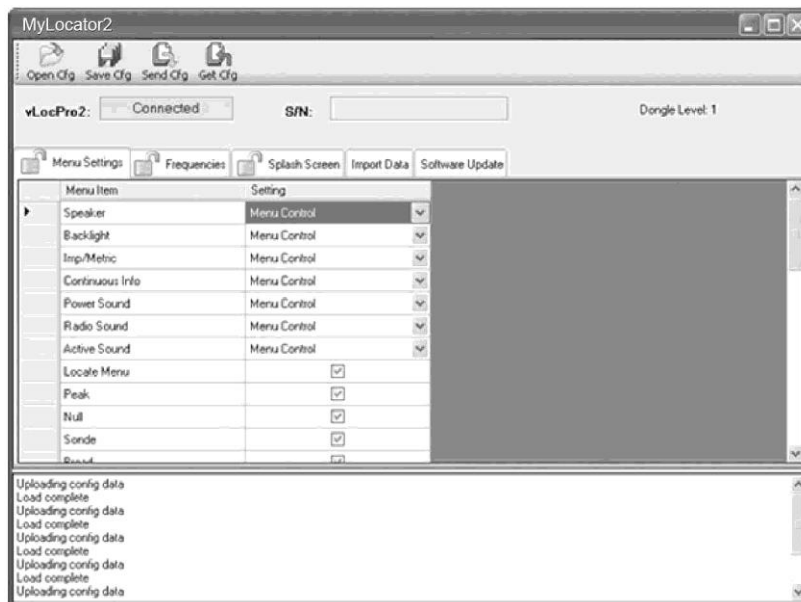 MyLocator2
Open Cfg Save Cfg Send Cfg Get Cfg
vLocPro2: Connected S/N: Dongle Level: 1
Menu Settings Frequencies Splash Screen Import Data Software Update
Menu Item Setting
Speaker Menu Control
Backlight Menu Control
Imp/Metric Menu Control
Continuous Info Menu Control
Power Sound Menu Control
Radio Sound Menu Control
Active Sound Menu Control
Locate Menu
Peak
Null
Sonde
Uploading config data
Load complete
Uploading config data
Load complete
Uploading config data
Load complete
Uploading config data
Load complete
Uploading config data